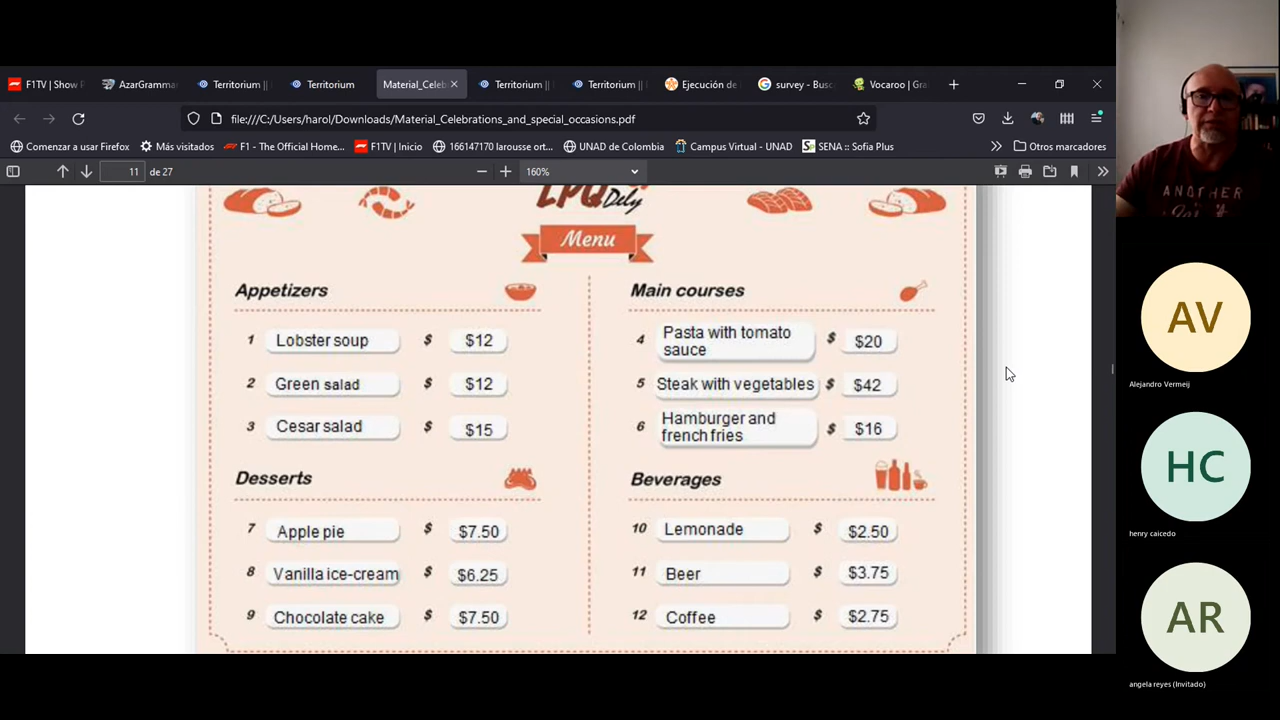 F1TV | Show P
AzarGramma
Territorium ||
Territorium
Material_Celeb
Territorium ||
Territorium ||
Ejecución de
survey - Bus
Vocaroo | Gra
file:///C:/Users/harol/Downloads/Material_Celebrations_and_special_occasions.pdf
Comenzar a usar Firefox
Más visitados
F1 - The Official Home...
F1TV | Inicio
166147170 larousse ort...
UNAD de Colombia
Campus Virtual - UNAD
SENA :: Sofia Plus
Otros marcadores
11 de 27
160%
LPQ Dely
Menu
Appetizers
1 Lobster soup $ $12
2 Green salad $ $12
3 Cesar salad $ $15
Main courses
4 Pasta with tomato
sauce $ $20
5 Steak with vegetables $ $42
6 Hamburger and
french fries $ $16
Desserts
7 Apple pie $ $7.50
8 Vanilla ice-cream $ $6.25
9 Chocolate cake $ $7.50
Beverages
10 Lemonade $ $2.50
11 Beer $ $3.75
12 Coffee $ $2.75
ANOTHER
AV
Alejandro Vermeij
HC
henry caicedo
AR
angela reyes (Invitado)